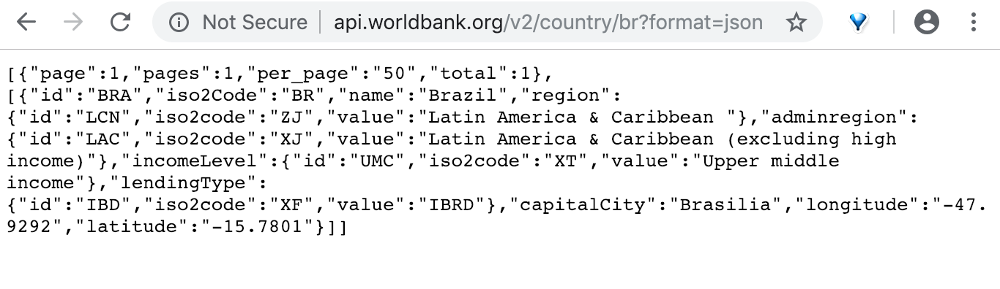 Not Secure api.worldbank.org/v2/country/br?format=json
[{"page":1,"pages":1,"per_page":"50","total":1},
[{"id":"BRA","iso2Code":"BR","name":"Brazil","region":
{"id":"LCN","iso2code":"ZJ","value":"Latin America & Caribbean "},"adminregion":
{"id":"LAC","iso2code":"XJ","value":"Latin America & Caribbean (excluding high
income)"},"incomeLevel":{"id":"UMC","iso2code":"XT","value":"Upper middle
income"},"lendingType":
{"id":"IBD","iso2code":"XF","value":"IBRD"},"capitalCity":"Brasilia","longitude":"-47.
9292","latitude":"-15.7801"}]]